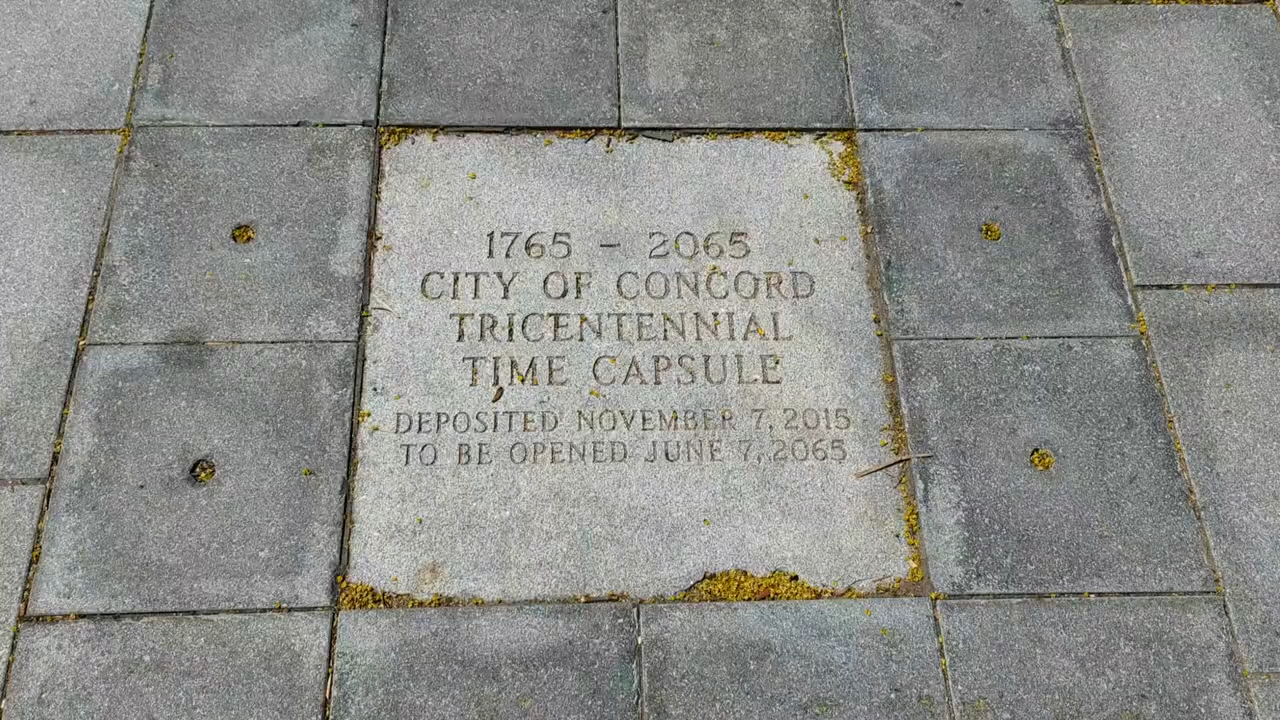 1765 – 2065
CITY OF CONCORD
TRICENTENNIAL
TIME CAPSULE
DEPOSITED NOVEMBER 7, 2015
TO BE OPENED JUNE 7, 2065